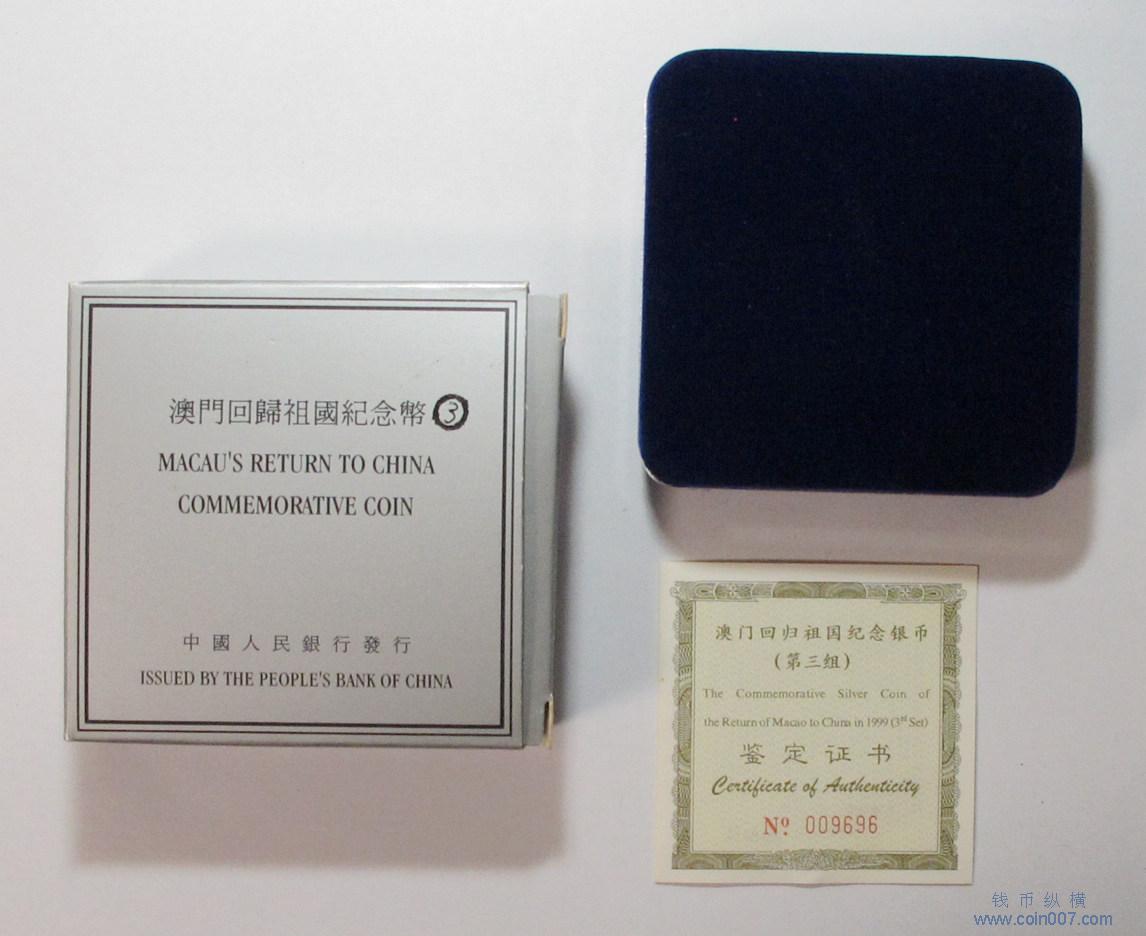 澳門回歸祖國紀念幣③
MACAU'S RETURN TO CHINA
COMMEMORATIVE COIN
中國人民銀行發行
ISSUED BY THE PEOPLE'S BANK OF CHINA
澳门回归祖国纪念银币
(第三组)
The Commemorative Silver Coin of
the Return of Macao to China in 1999 (3rd Set)
鉴定证书
Certificate of Authenticity
Nº 009696
钱币纵横
www.coin007.com